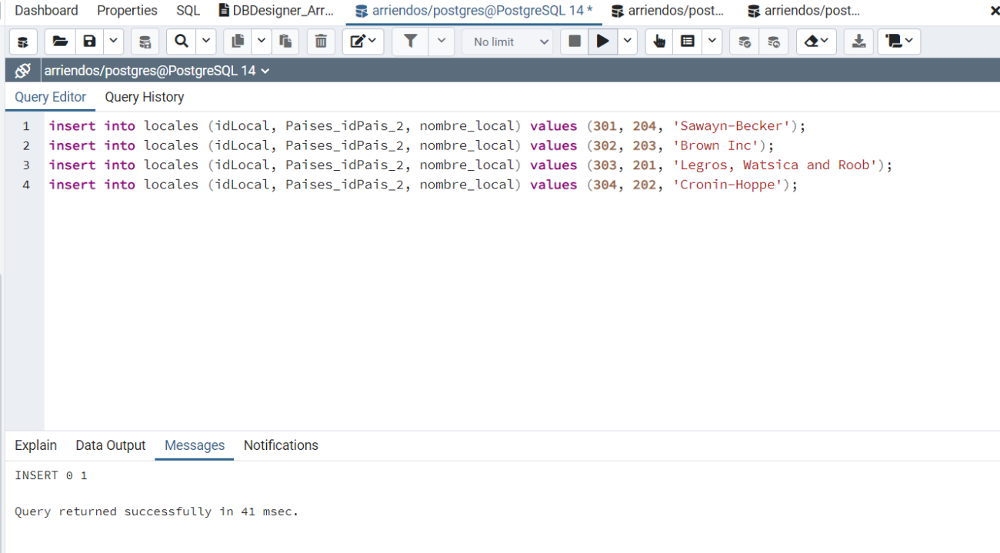 Dashboard Properties SQL DBDesigner_Arr... arriendos/postgres@PostgreSQL 14 * arriendos/post... arriendos/post...
No limit
arriendos/postgres@PostgreSQL 14
Query Editor Query History
1 insert into locales (idLocal, Paises_idPais_2, nombre_local) values (301, 204, 'Sawayn-Becker');
2 insert into locales (idLocal, Paises_idPais_2, nombre_local) values (302, 203, 'Brown Inc');
3 insert into locales (idLocal, Paises_idPais_2, nombre_local) values (303, 201, 'Legros, Watsica and Roob');
4 insert into locales (idLocal, Paises_idPais_2, nombre_local) values (304, 202, 'Cronin-Hoppe');
Explain Data Output Messages Notifications
INSERT 0 1
Query returned successfully in 41 msec.